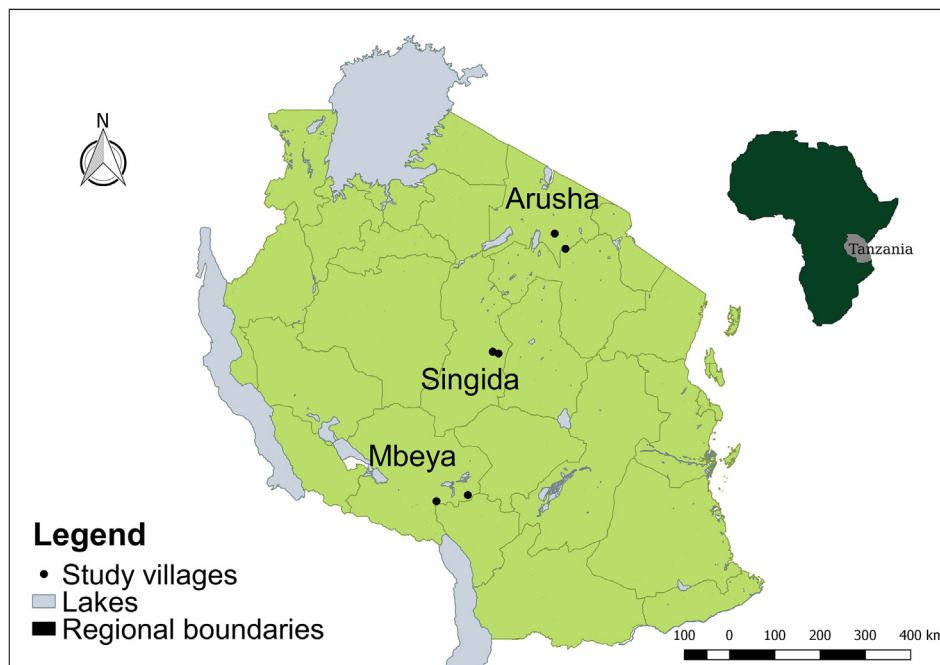 N
Arusha
Tanzania
Singida
Mbeya
Legend
Study villages
Lakes
Regional boundaries
100 0 100 200 300 400 km